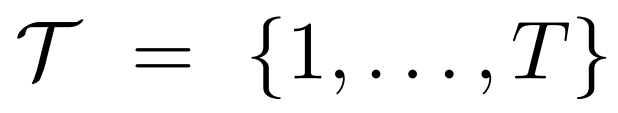 𝒯 = {1, . . . , T}